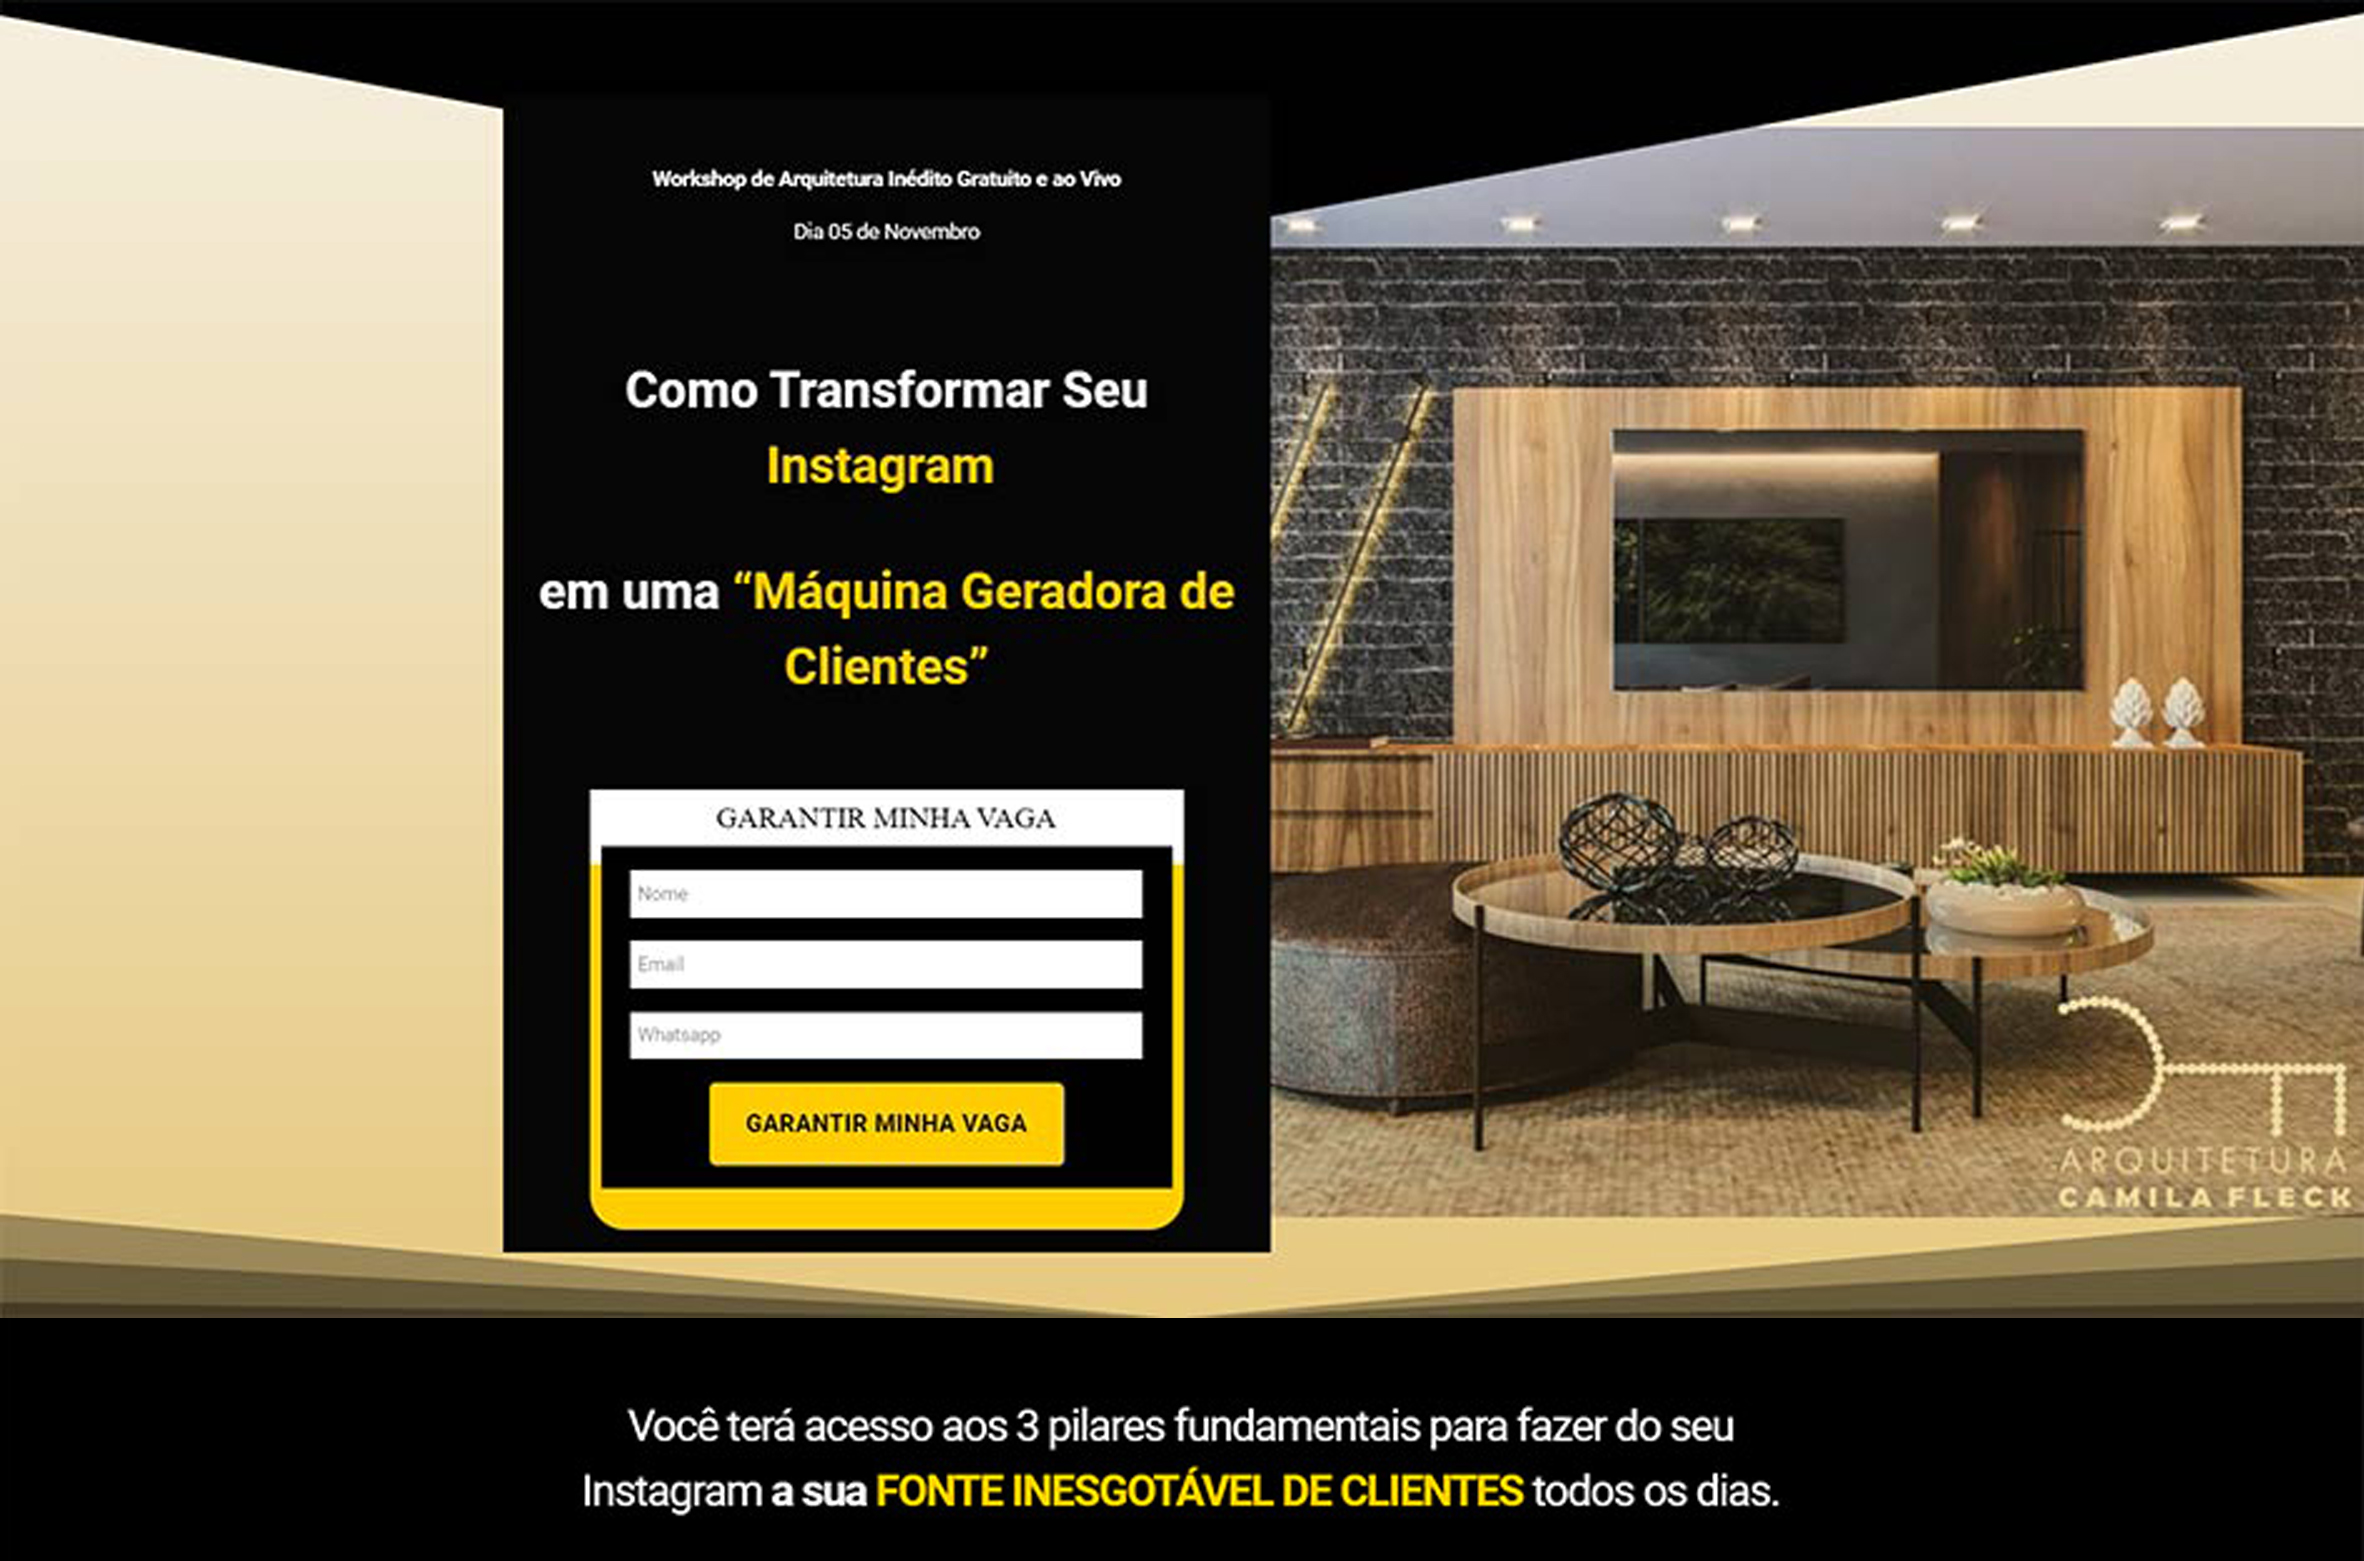 Workshop de Arquitetura Inédito Gratuito e ao Vivo
Dia 05 de Novembro
Como Transformar Seu
Instagram
em uma “Máquina Geradora de
Clientes”
GARANTIR MINHA VAGA
Nome
Email
Whatsapp
GARANTIR MINHA VAGA
ARQUITETURA
CAMILA FLECK
Você terá acesso aos 3 pilares fundamentais para fazer do seu
Instagram a sua FONTE INESGOTÁVEL DE CLIENTES todos os dias.